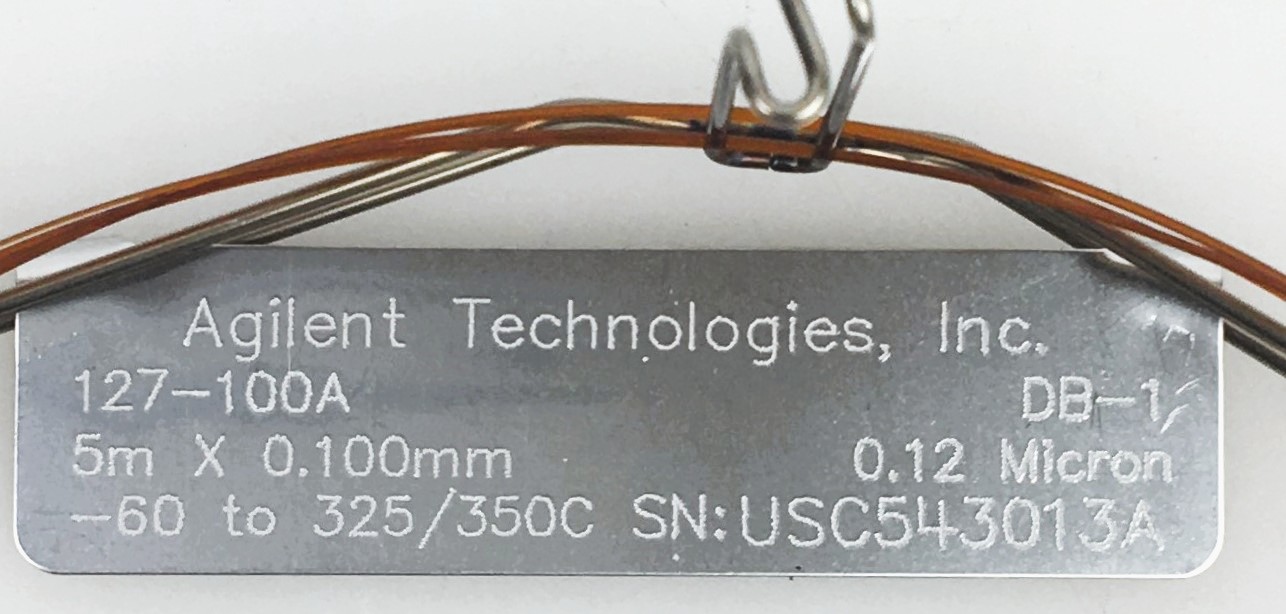 Agilent Technologies, Inc.
127-100A DB-1
5m X 0.100mm 0.12 Micron
-60 to 325/350C SN:USC543013A